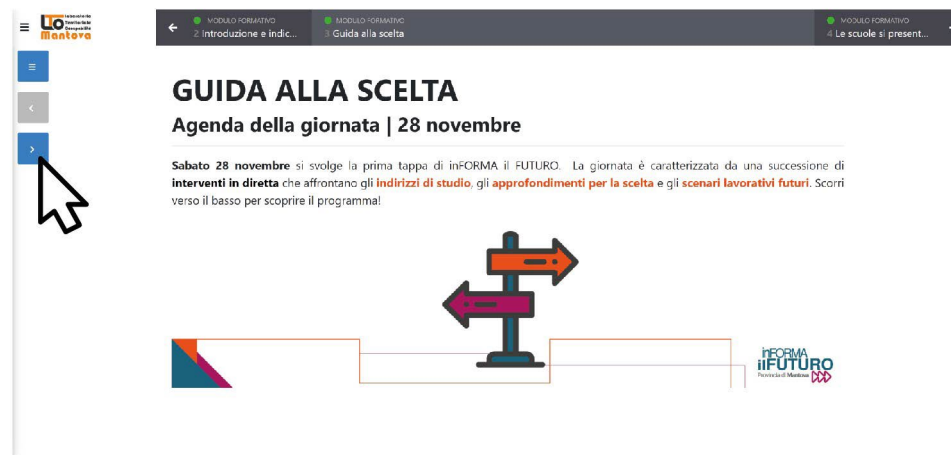 LTO
Mantova
MODULO FORMATIVO
2 Introduzione e indic...
MODULO FORMATIVO
3 Guida alla scelta
MODULO FORMATIVO
4 Le scuole si present...
GUIDA ALLA SCELTA
Agenda della giornata | 28 novembre
Sabato 28 novembre si svolge la prima tappa di inFORMA il FUTURO. La giornata è caratterizzata da una successione di
interventi in diretta che affrontano gli indirizzi di studio, gli approfondimenti per la scelta e gli scenari lavorativi futuri. Scorri
verso il basso per scoprire il programma!
inFORMA
ilFUTURO
Provincia di Mantova